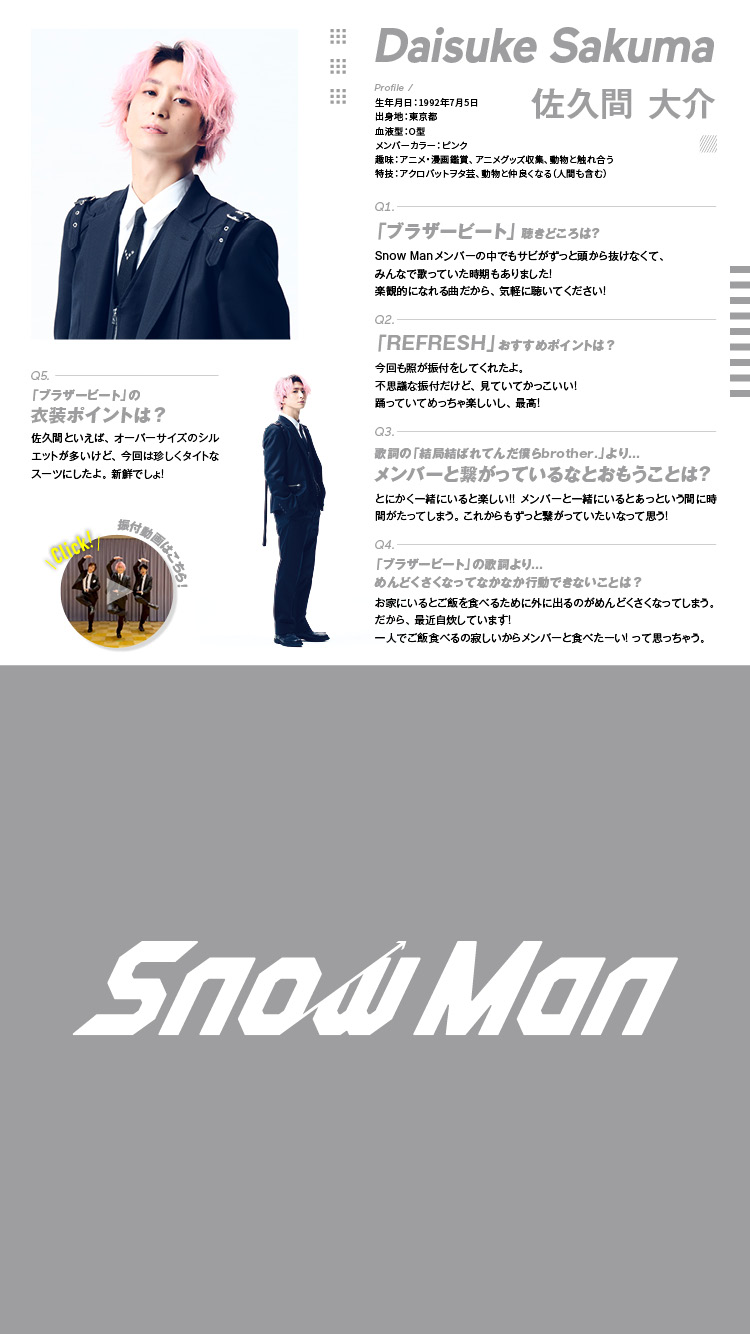 Daisuke Sakuma
佐久間 大介
Profile /
生年月日：1992年7月5日
出身地：東京都
血液型：O型
メンバーカラー：ピンク
趣味：アニメ・漫画鑑賞、アニメグッズ収集、動物と触れ合う
特技：アクロバットヲタ芸、動物と仲良くなる（人間も含む）
Q1.
「ブラザービート」 聴きどころは？
Snow Manメンバーの中でもサビがずっと頭から抜けなくて、
みんなで歌っていた時期もありました！
楽観的になれる曲だから、気軽に聴いてください！
Q2.
「REFRESH」おすすめポイントは？
今回も照が振付をしてくれたよ。
不思議な振付だけど、見ていてかっこいい！
踊っていてめっちゃ楽しいし、最高！
Q3.
歌詞の「結局結ばれてんだ僕らbrother.」より…
メンバーと繋がっているなとおもうことは？
とにかく一緒にいると楽しい!! メンバーと一緒にいるとあっという間に時
間がたってしまう。これからもずっと繋がっていたいなって思う！
Q4.
「ブラザービート」の歌詞より…
めんどくさくなってなかなか行動できないことは？
お家にいるとご飯を食べるために外に出るのがめんどくさくなってしまう。
だから、最近自炊しています！
一人でご飯食べるの寂しいからメンバーと食べたーい！って思っちゃう。
Q5.
「ブラザービート」の
衣装ポイントは？
佐久間といえば、オーバーサイズのシル
エットが多いけど、今回は珍しくタイトな
スーツにしたよ。新鮮でしょ！
Click!
振付動画はこちら！
Snow Man